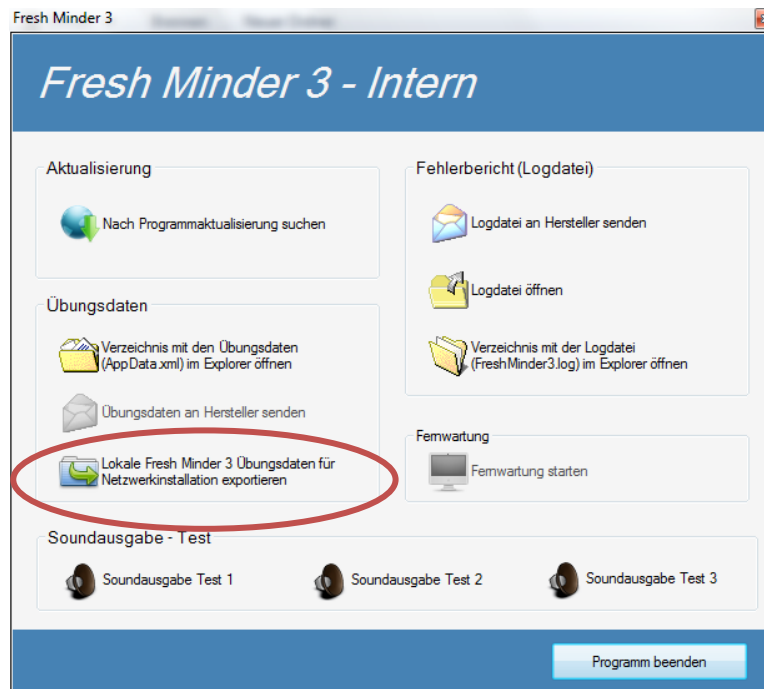 Fresh Minder 3
Fresh Minder 3 - Intern
Aktualisierung
Nach Programmaktualisierung suchen
Übungsdaten
Verzeichnis mit den Übungsdaten
(AppData.xml) im Explorer öffnen
Übungsdaten an Hersteller senden
Lokale Fresh Minder 3 Übungsdaten für
Netzwerkinstallation exportieren
Fehlerbericht (Logdatei)
Logdatei an Hersteller senden
Logdatei öffnen
Verzeichnis mit der Logdatei
(FreshMinder3.log) im Explorer öffnen
Fernwartung
Fernwartung starten
Soundausgabe - Test
Soundausgabe Test 1
Soundausgabe Test 2
Soundausgabe Test 3
Programm beenden